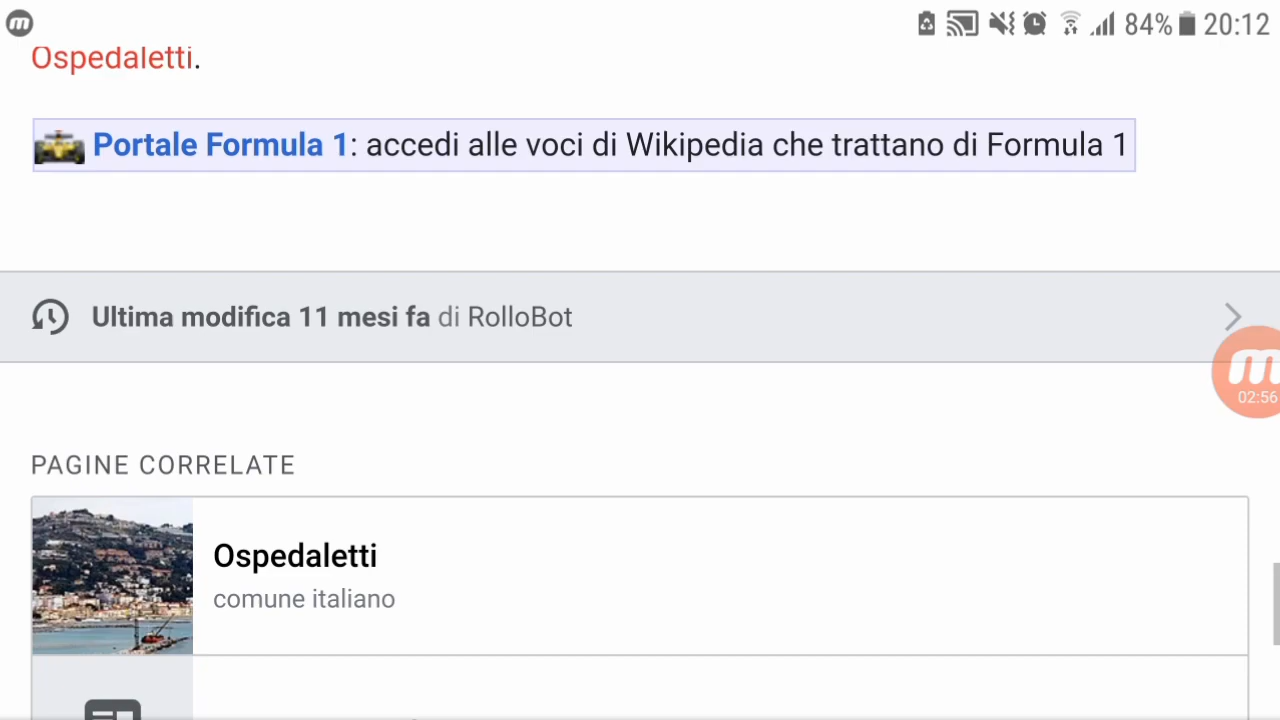 84% 20:12
Ospedaletti.
Portale Formula 1: accedi alle voci di Wikipedia che trattano di Formula 1
Ultima modifica 11 mesi fa di RolloBot
02:56
PAGINE CORRELATE
Ospedaletti
comune italiano